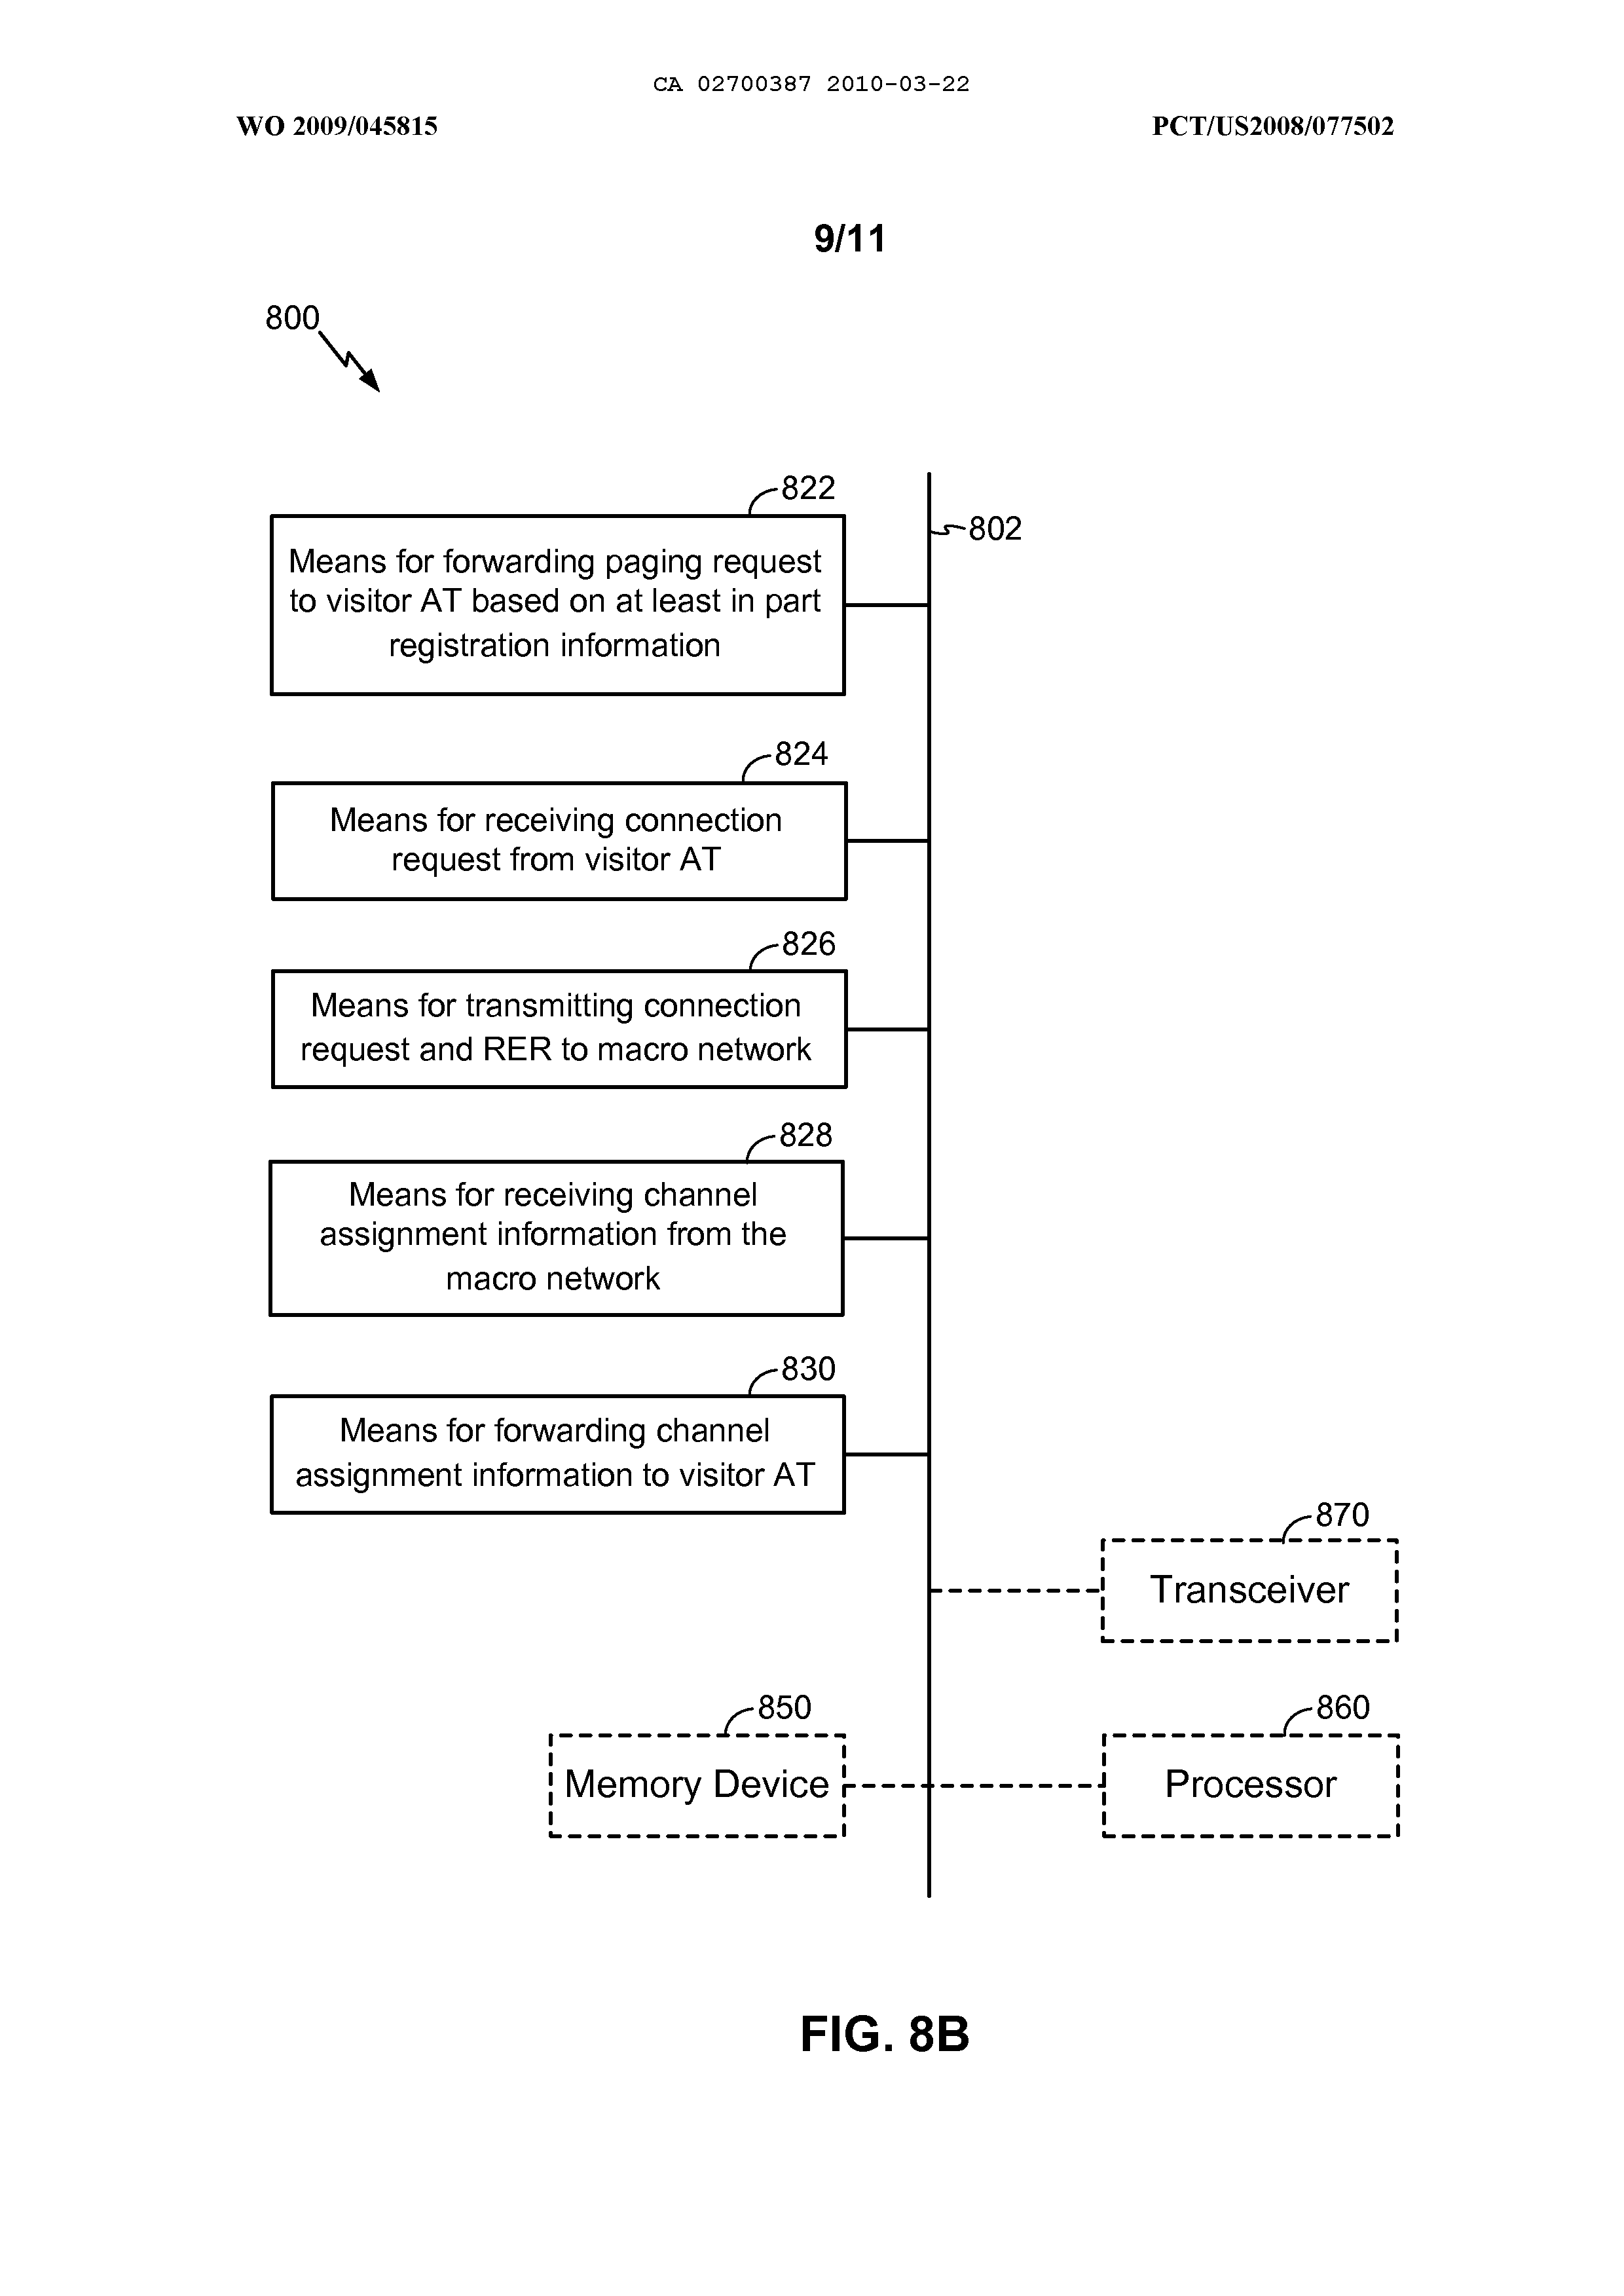 CA 02700387 2010-03-22
WO 2009/045815
PCT/US2008/077502
9/11
800
822
802
Means for forwarding paging request
to visitor AT based on at least in part
registration information
824
Means for receiving connection
request from visitor AT
826
Means for transmitting connection
request and RER to macro network
828
Means for receiving channel
assignment information from the
macro network
830
Means for forwarding channel
assignment information to visitor AT
870
Transceiver
850
Memory Device
860
Processor
FIG. 8B